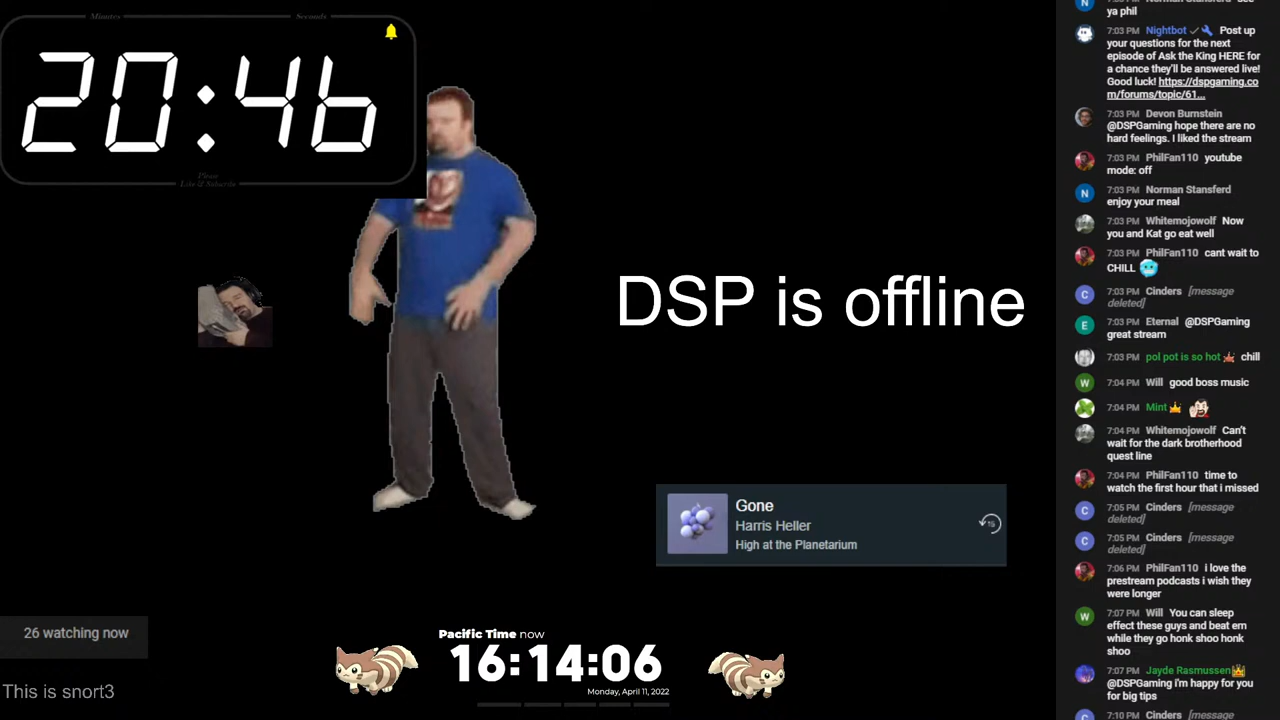 Minutes
Seconds
20:46
Please
Like & Subscribe
DSP is offline
Gone
Harris Heller
High at the Planetarium
15
26 watching now
This is snort3
Pacific Time now
16:14:06
Monday, April 11, 2022
ya phil
7:03 PM Nightbot Post up
your questions for the next
episode of Ask the King HERE for
a chance they'll be answered live!
Good luck! https://dspgaming.co
m/forums/topic/61...
Devon Burnstein
@DSPGaming hope there are no
hard feelings. I liked the stream
7:03 PM PhilFan110 youtube
mode: off
7:03 PM Norman Stansferd
enjoy your meal
7:03 PM Whitemojowolf Now
you and Kat go eat well
7:03 PM PhilFan110 cant wait to
CHILL
7:03 PM Cinders [message
deleted]
7:03 PM Eternal @DSPGaming
great stream
7:03 PM pol pot is so hot chill
7:04 PM Will good boss music
7:04 PM Mint
7:04 PM Whitemojowolf Can't
wait for the dark brotherhood
quest line
7:04 PM PhilFan110 time to
watch the first hour that i missed
7:05 PM Cinders [message
deleted]
7:05 PM Cinders [message
deleted]
7:06 PM PhilFan110 i love the
prestream podcasts i wish they
were longer
7:07 PM Will You can sleep
effect these guys and beat em
while they go honk shoo honk
shoo
7:07 PM Jayde Rasmussen
@DSPGaming i'm happy for you
for big tips
7:10 PM Cinders [message